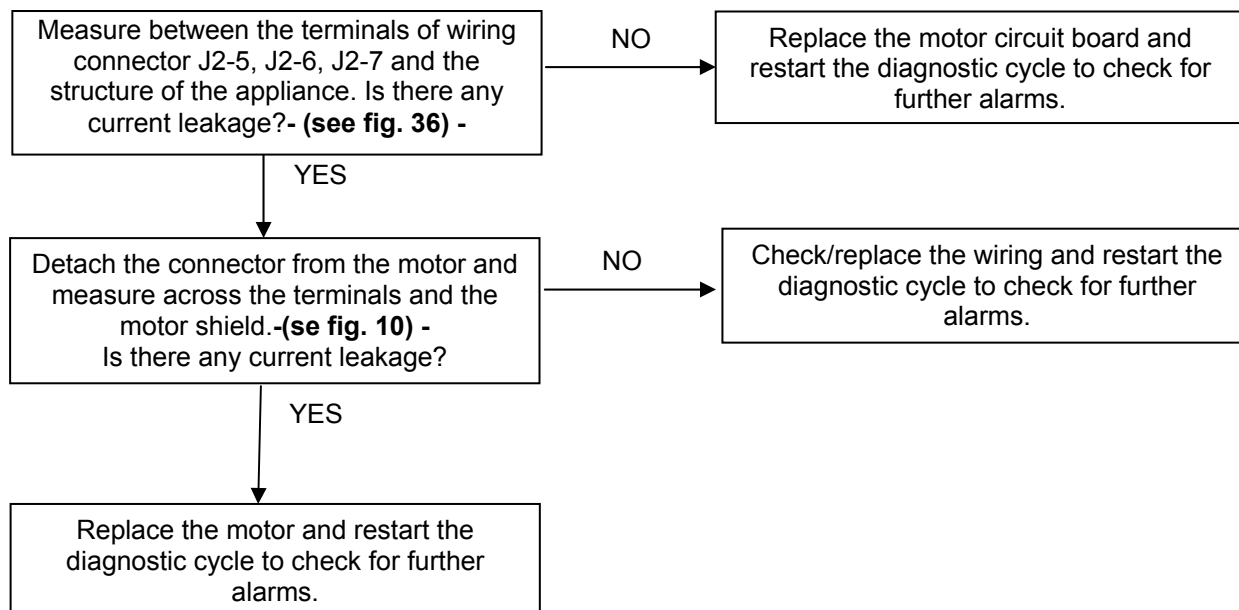 Measure between the terminals of wiring
connector J2-5, J2-6, J2-7 and the
structure of the appliance. Is there any
current leakage?- (see fig. 36) -
NO
Replace the motor circuit board and
restart the diagnostic cycle to check for
further alarms.
YES
Detach the connector from the motor and
measure across the terminals and the
motor shield.-(se fig. 10) -
Is there any current leakage?
NO
Check/replace the wiring and restart the
diagnostic cycle to check for further
alarms.
YES
Replace the motor and restart the
diagnostic cycle to check for further
alarms.